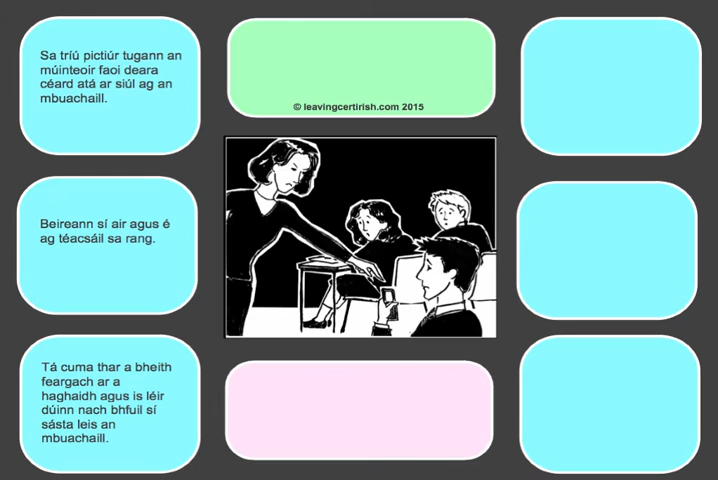 Sa tríú pictiúr tugann an
múinteoir faoi deara
céard atá ar siúl ag an
mbuachaill.
© leavingcertirish.com 2015
Beireann sí air agus é
ag téacsáil sa rang.
Tá cuma thar a bheith
feargach ar a
haghaidh agus is léir
dúinn nach bhfuil sí
sásta leis an
mbuachaill.